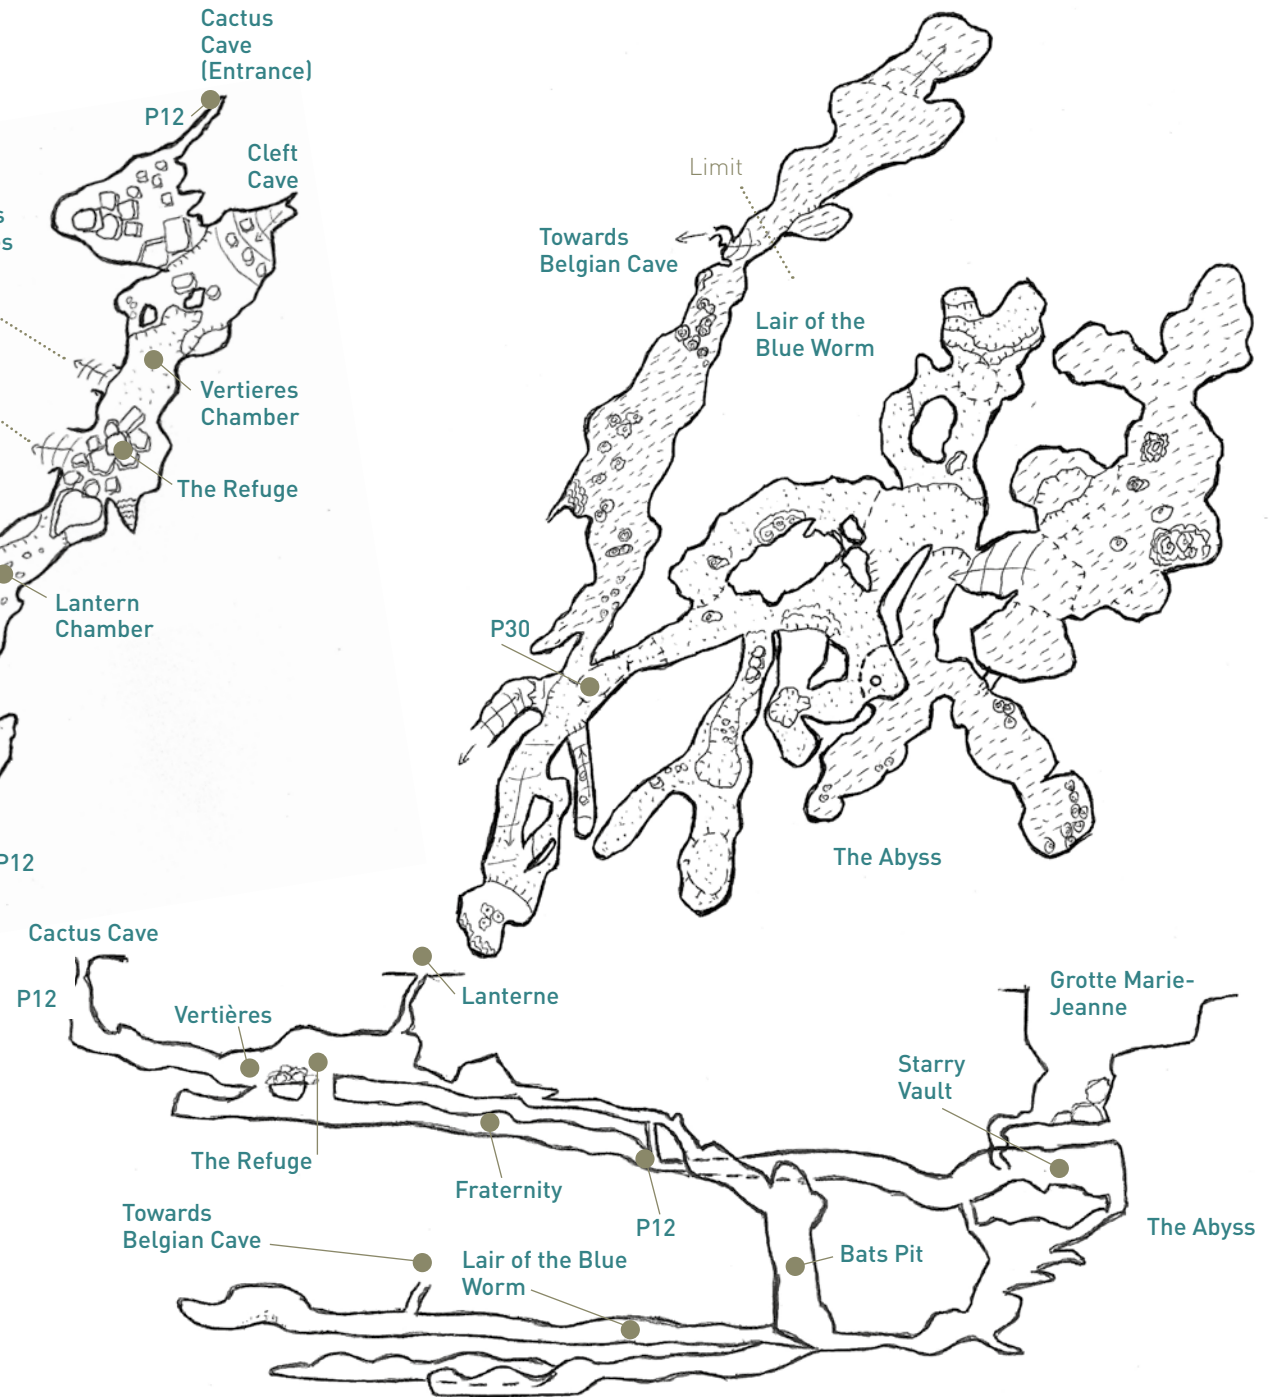 Cactus
Cave
(Entrance)
P12
Cleft
Cave
s
es
Limit
Towards
Belgian Cave
Lair of the
Blue Worm
Vertieres
Chamber
The Refuge
Lantern
Chamber
P30
P12
The Abyss
Cactus Cave
P12
Lanterne
Vertières
Grotte Marie-
Jeanne
Starry
Vault
The Refuge
Fraternity
P12
Towards
Belgian Cave
Lair of the Blue
Worm
Bats Pit
The Abyss